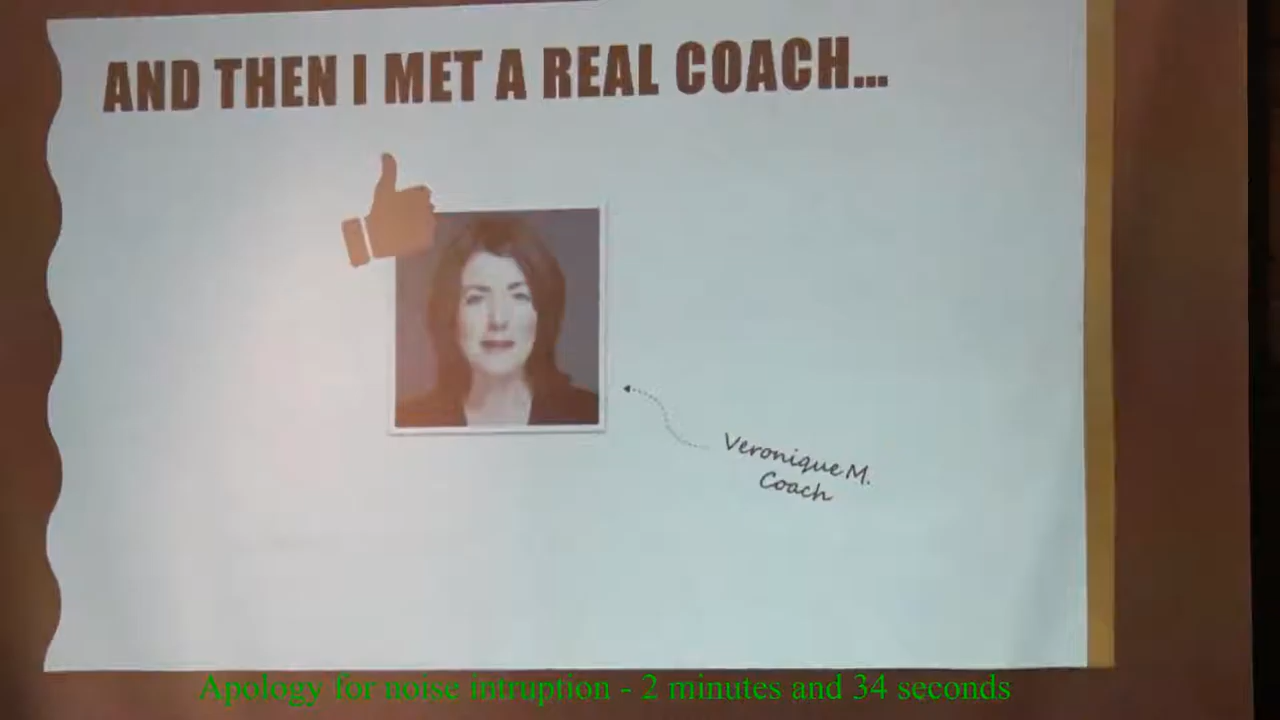 AND THEN I MET A REAL COACH...
Veronique M.
Coach
Apology for noise intruption - 2 minutes and 34 seconds